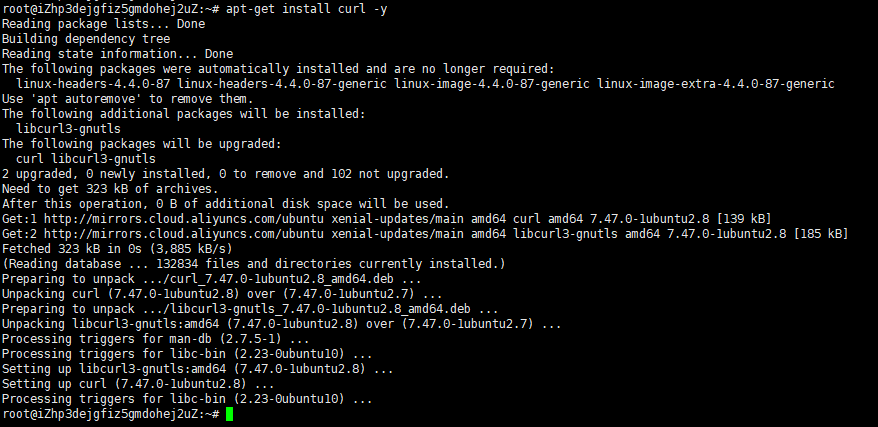 root@iZhp3dejgfiz5gmdohej2uZ:~# apt-get install curl -y
Reading package lists... Done
Building dependency tree
Reading state information... Done
The following packages were automatically installed and are no longer required:
  linux-headers-4.4.0-87 linux-headers-4.4.0-87-generic linux-image-4.4.0-87-generic linux-image-extra-4.4.0-87-generic
Use 'apt autoremove' to remove them.
The following additional packages will be installed:
  libcurl3-gnutls
The following packages will be upgraded:
  curl libcurl3-gnutls
2 upgraded, 0 newly installed, 0 to remove and 102 not upgraded.
Need to get 323 kB of archives.
After this operation, 0 B of additional disk space will be used.
Get:1 http://mirrors.cloud.aliyuncs.com/ubuntu xenial-updates/main amd64 curl amd64 7.47.0-1ubuntu2.8 [139 kB]
Get:2 http://mirrors.cloud.aliyuncs.com/ubuntu xenial-updates/main amd64 libcurl3-gnutls amd64 7.47.0-1ubuntu2.8 [185 kB]
Fetched 323 kB in 0s (3,885 kB/s)
(Reading database ... 132834 files and directories currently installed.)
Preparing to unpack .../curl_7.47.0-1ubuntu2.8_amd64.deb ...
Unpacking curl (7.47.0-1ubuntu2.8) over (7.47.0-1ubuntu2.7) ...
Preparing to unpack .../libcurl3-gnutls_7.47.0-1ubuntu2.8_amd64.deb ...
Unpacking libcurl3-gnutls:amd64 (7.47.0-1ubuntu2.8) over (7.47.0-1ubuntu2.7) ...
Processing triggers for man-db (2.7.5-1) ...
Processing triggers for libc-bin (2.23-0ubuntu10) ...
Setting up libcurl3-gnutls:amd64 (7.47.0-1ubuntu2.8) ...
Setting up curl (7.47.0-1ubuntu2.8) ...
Processing triggers for libc-bin (2.23-0ubuntu10) ...
root@iZhp3dejgfiz5gmdohej2uZ:~#